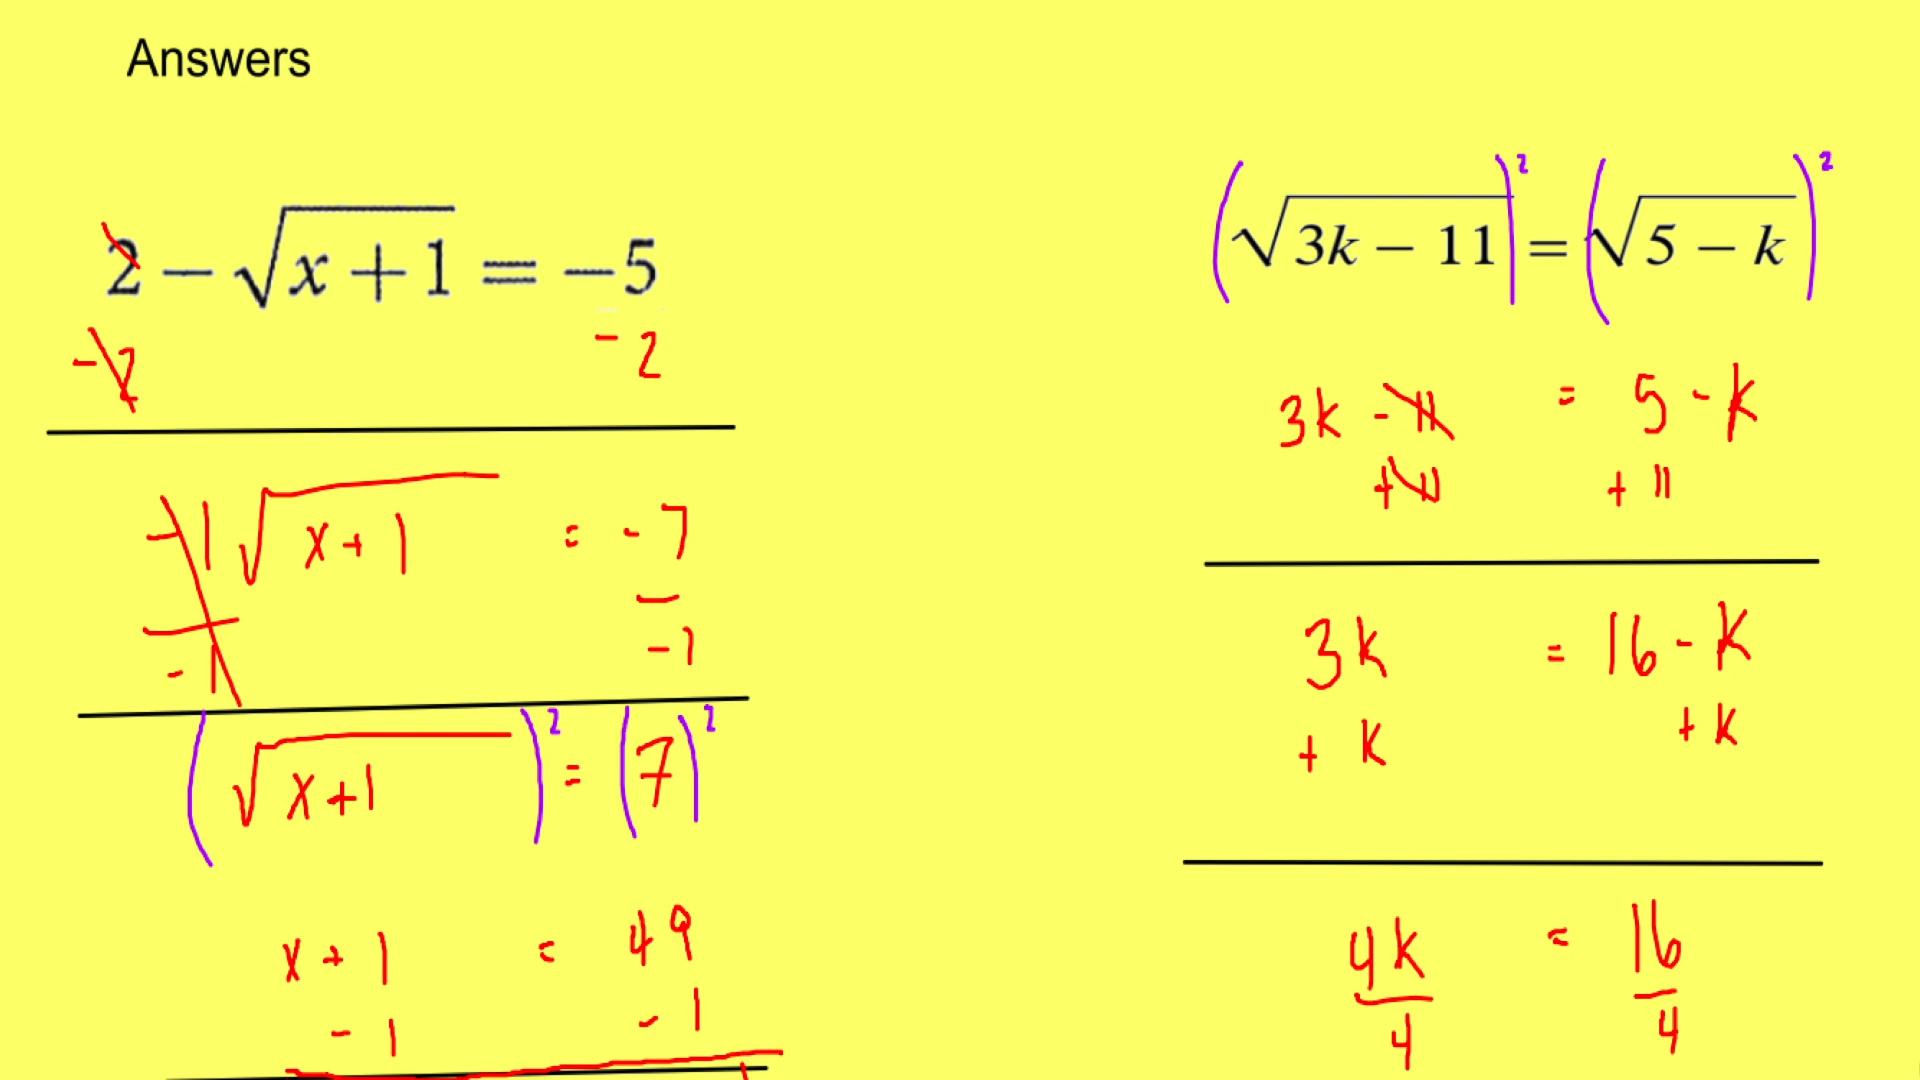 Answers
2 − √(x + 1) = −5
-2 -2
-1√(x+1) = -7
-1 -1
(√(x+1))² = (7)²
x + 1 = 49
- 1 - 1
(√(3k − 11))² = (√(5 − k))²
3k - 11 = 5 - k
+11 + 11
3k = 16 - k
+ k + k
4k = 16
4 4